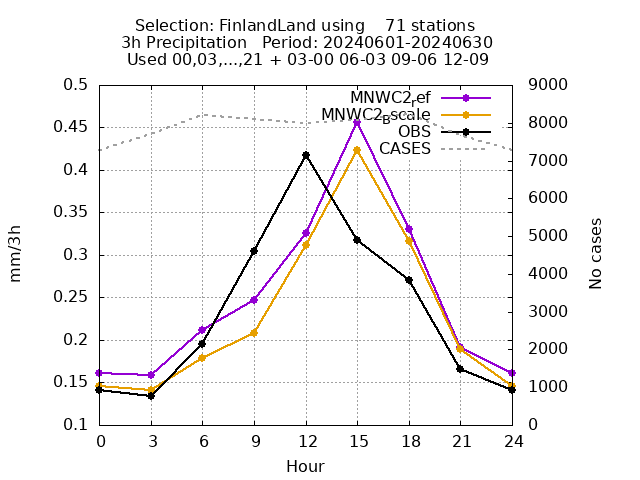 Selection: FinlandLand using    71 stations
3h Precipitation   Period: 20240601-20240630
Used 00,03,...,21 + 03-00 06-03 09-06 12-09
MNWC2ref
MNWC2Bscale
OBS
CASES
0.5
0.45
0.4
0.35
0.3
0.25
0.2
0.15
0.1
mm/3h
9000
8000
7000
6000
5000
4000
3000
2000
1000
0
No cases
0 3 6 9 12 15 18 21 24
Hour